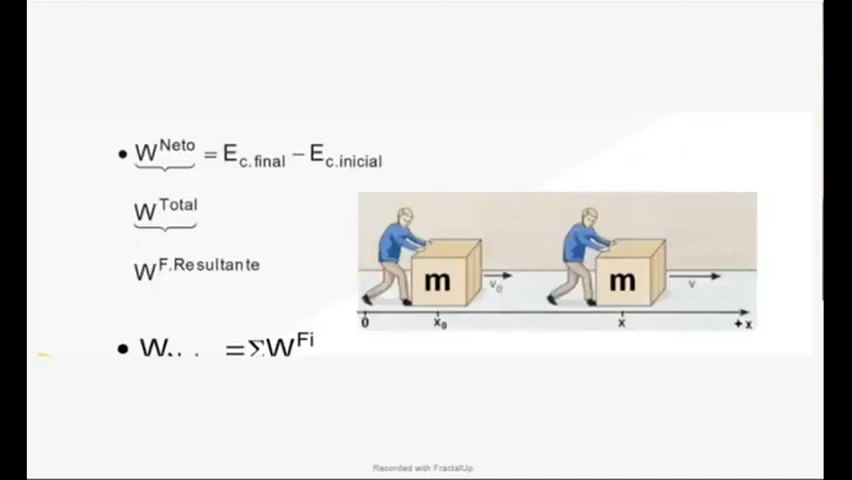 • W^Neto = E_c.final − E_c.inicial
W^Total
W^F.Resultante
• W = ΣW^Fi
m
v₀
m
v
0 x₀ x +x
Recorded with FractalUp